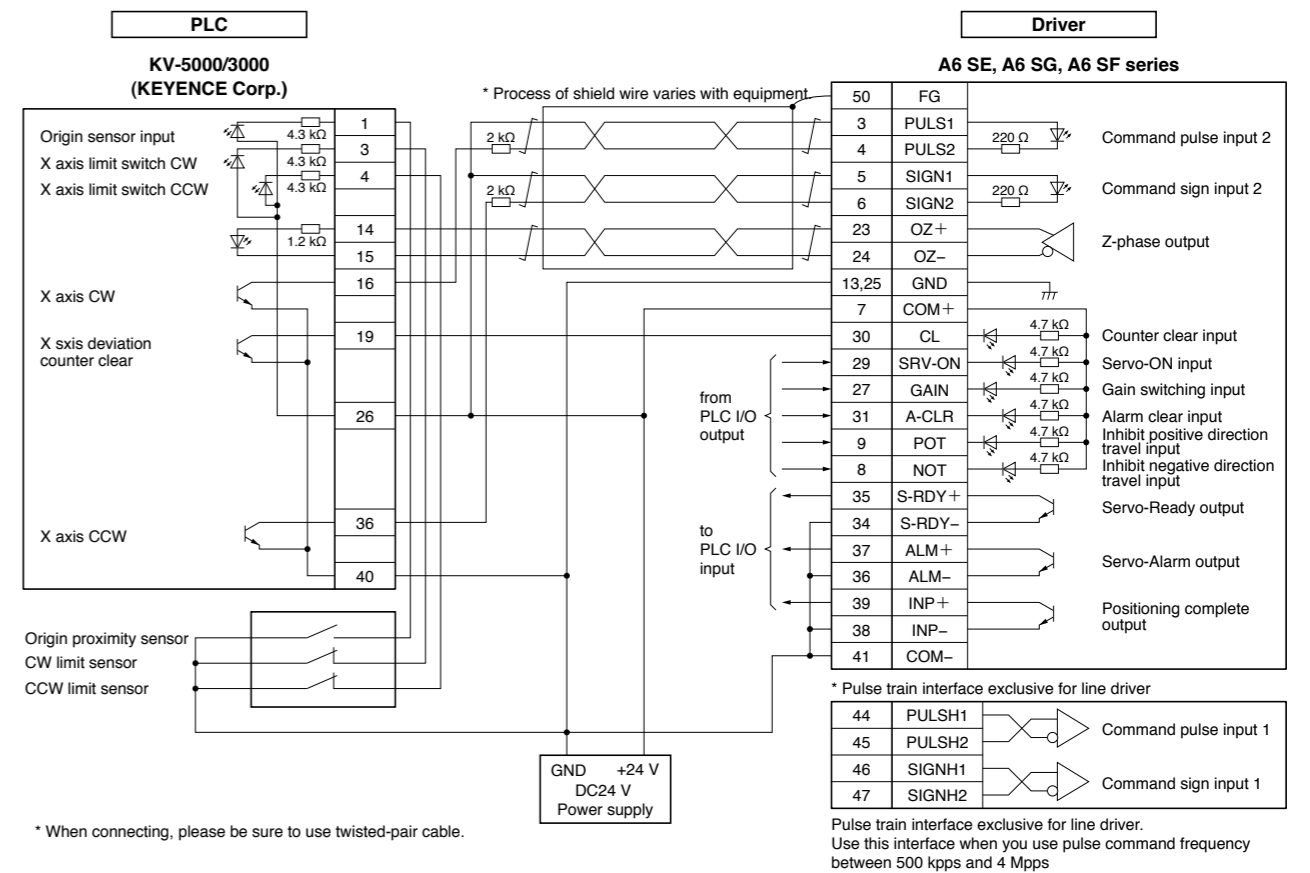 PLC
Driver
KV-5000/3000
(KEYENCE Corp.)
A6 SE, A6 SG, A6 SF series
* Process of shield wire varies with equipment.
Origin sensor input
X axis limit switch CW
X axis limit switch CCW
4.3 kΩ
4.3 kΩ
4.3 kΩ
1.2 kΩ
X axis CW
X sxis deviation
counter clear
X axis CCW
1
3
4
14
15
16
19
26
36
40
2 kΩ
2 kΩ
50 FG
3 PULS1
4 PULS2
5 SIGN1
6 SIGN2
23 OZ+
24 OZ−
13,25 GND
7 COM+
30 CL
29 SRV-ON
27 GAIN
31 A-CLR
9 POT
8 NOT
35 S-RDY+
34 S-RDY−
37 ALM+
36 ALM−
39 INP+
38 INP−
41 COM−
220 Ω
Command pulse input 2
220 Ω
Command sign input 2
Z-phase output
4.7 kΩ
Counter clear input
4.7 kΩ
Servo-ON input
4.7 kΩ
Gain switching input
4.7 kΩ
Alarm clear input
4.7 kΩ
Inhibit positive direction
travel input
4.7 kΩ
Inhibit negative direction
travel input
Servo-Ready output
Servo-Alarm output
Positioning complete
output
from
PLC I/O
output
to
PLC I/O
input
Origin proximity sensor
CW limit sensor
CCW limit sensor
GND +24 V
DC24 V
Power supply
* Pulse train interface exclusive for line driver
44 PULSH1
45 PULSH2
46 SIGNH1
47 SIGNH2
Command pulse input 1
Command sign input 1
* When connecting, please be sure to use twisted-pair cable.
Pulse train interface exclusive for line driver.
Use this interface when you use pulse command frequency
between 500 kpps and 4 Mpps